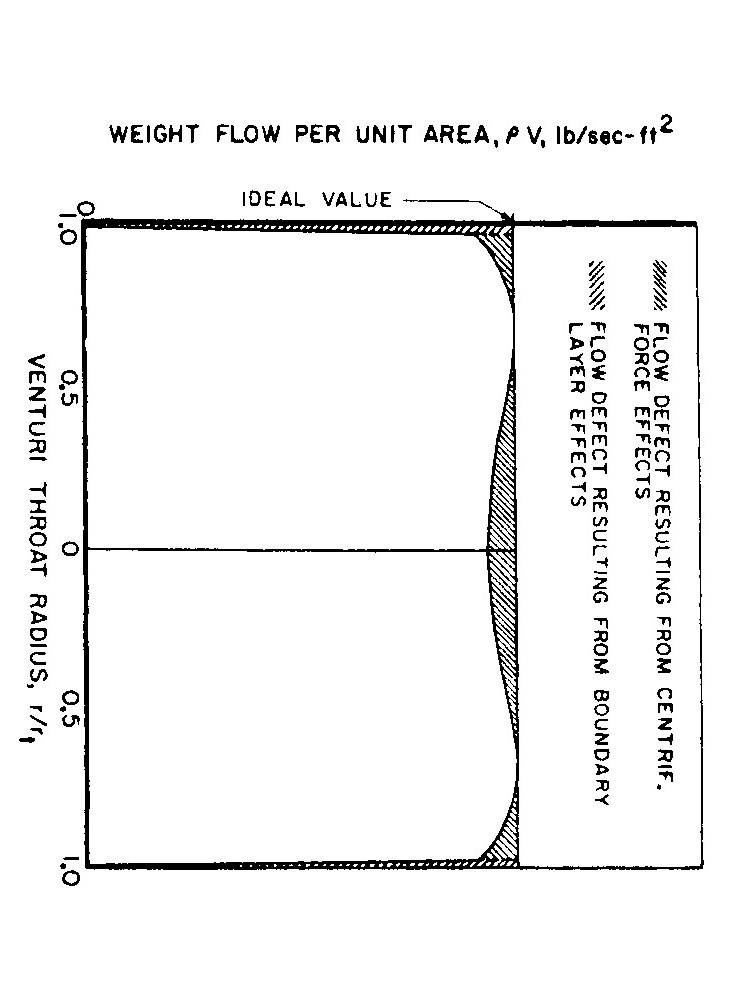 WEIGHT FLOW PER UNIT AREA, ρ V, lb/sec-ft²
IDEAL VALUE
FLOW DEFECT RESULTING FROM CENTRIF.
FORCE EFFECTS
FLOW DEFECT RESULTING FROM BOUNDARY
LAYER EFFECTS
0
1.0
0.5
0
0.5
1.0
VENTURI THROAT RADIUS, r/r₁